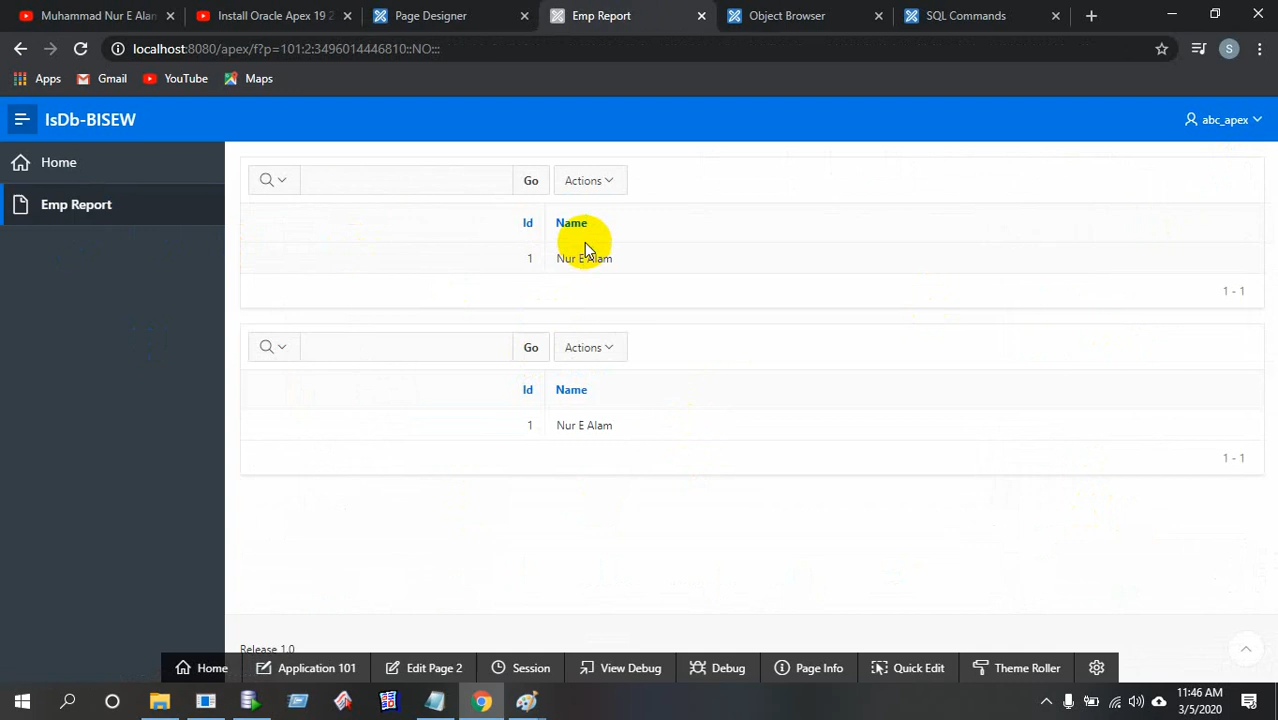 Muhammad Nur E Alan
Install Oracle Apex 19 2
Page Designer
Emp Report
Object Browser
SQL Commands
localhost:8080/apex/f?p=101:2:3496014446810::NO:::
S
Apps
Gmail
YouTube
Maps
IsDb-BISEW
abc_apex
Home
Emp Report
Go
Actions
Id
Name
1
Nur E Alam
1 - 1
Go
Actions
Id
Name
1
Nur E Alam
1 - 1
Release 1.0
Home
Application 101
Edit Page 2
Session
View Debug
Debug
Page Info
Quick Edit
Theme Roller
11:46 AM
3/5/2020